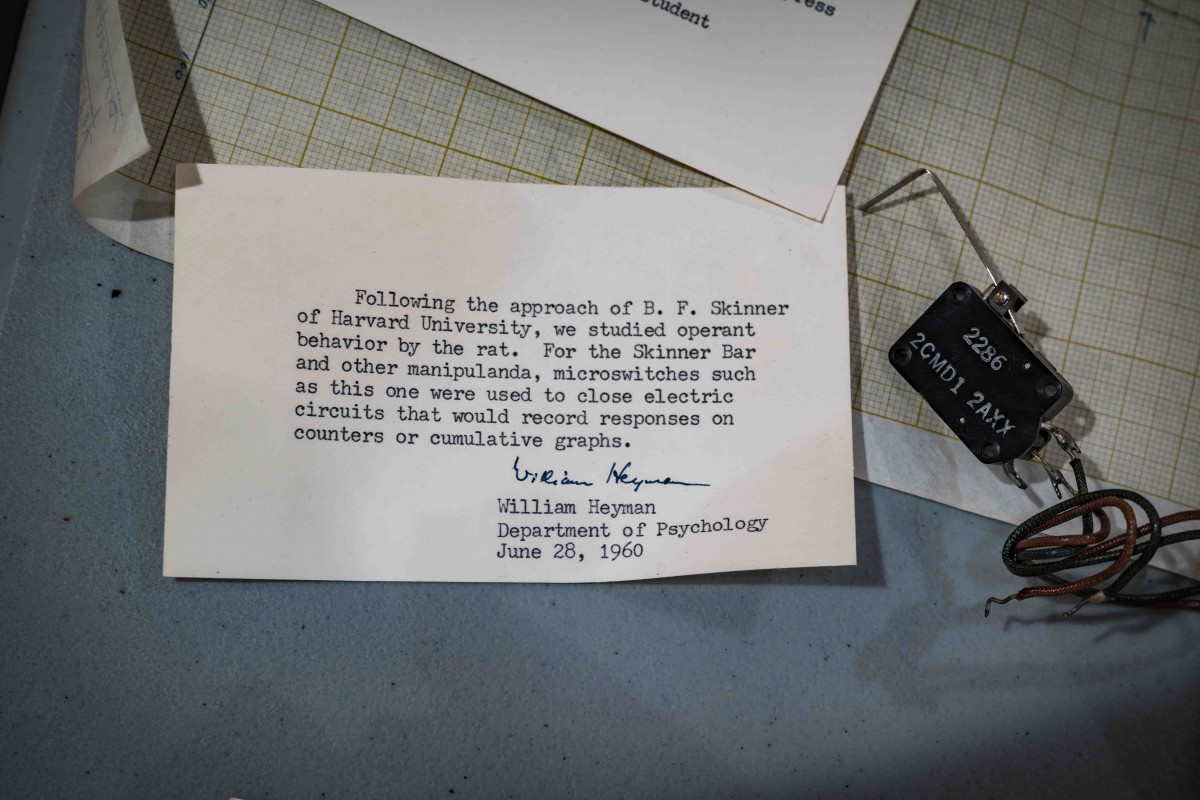 student
Following the approach of B. F. Skinner
of Harvard University, we studied operant
behavior by the rat. For the Skinner Bar
and other manipulanda, microswitches such
as this one were used to close electric
circuits that would record responses on
counters or cumulative graphs.
William Heyman
William Heyman
Department of Psychology
June 28, 1960
2286
2CMD1 2AXX